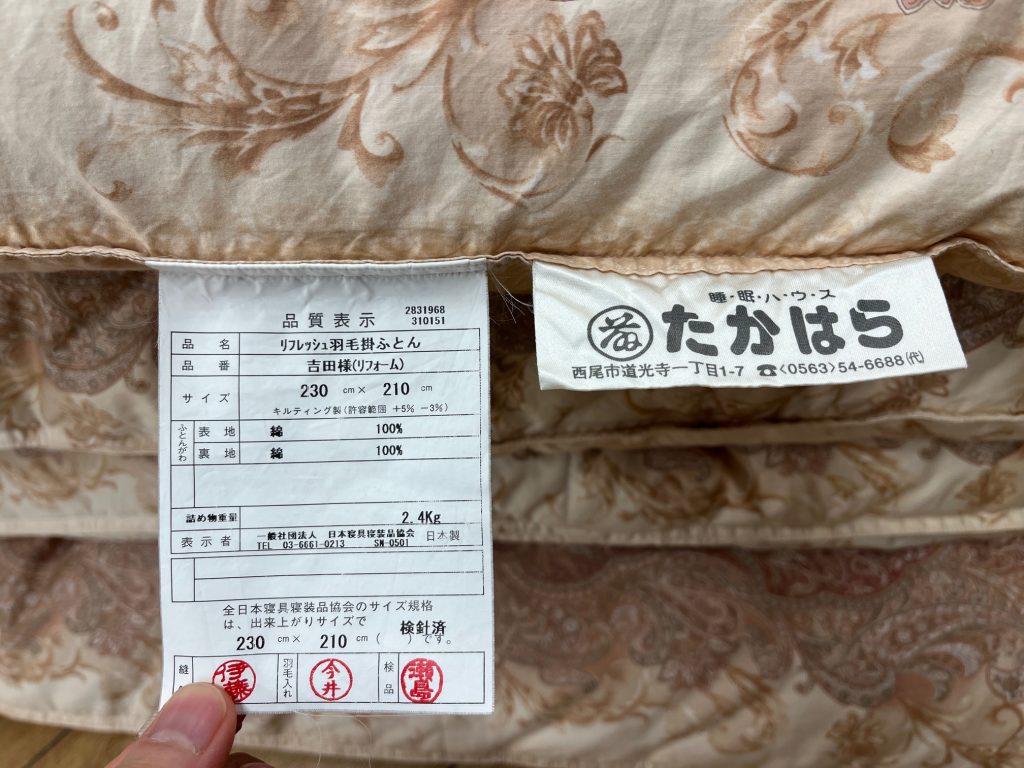 品質表示
2831968
310151
品名 リフレッシュ羽毛掛ふとん
品番 吉田様(リフォーム)
サイズ 230 cm× 210 cm
キルティング製(許容範囲 +5% -3%)
ふとんがわ 表地 綿 100%
裏地 綿 100%
詰め物重量 2.4Kg
表示者 一般社団法人 日本寝具寝装品協会 日本製
TEL 03-6661-0213 SN-0501
全日本寝具寝装品協会のサイズ規格
は、出来上がりサイズで 検針済
230 cm× 210 cm( )です。
縫 伊藤 羽毛入れ 今井 検品 瀬島
睡・眠・ハ・ウ・ス
たかはら
西尾市道光寺一丁目1-7 ☎(0563)54-6688(代)